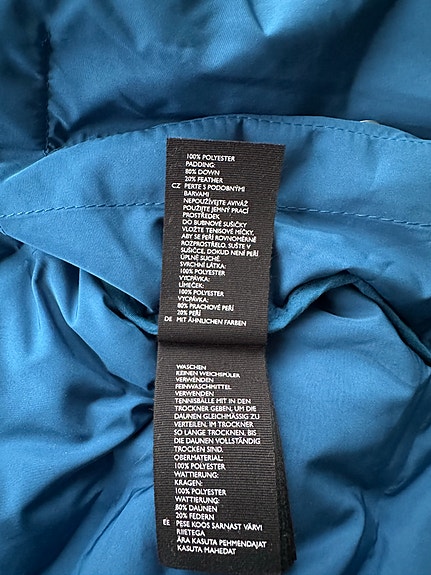 100% POLYESTER
PADDING:
80% DOWN
20% FEATHER
CZ PERTE S PODOBNÝMI
BARVAMI
NEPOUŽÍVEJTE AVIVÁŽ
POUŽIJTE JEMNÝ PRACÍ
PROSTŘEDEK
DO BUBNOVÉ SUŠIČKY
VLOŽTE TENISOVÉ MÍČKY,
ABY SE PEŘÍ ROVNOMĚRNĚ
ROZPROSTŘELO, SUŠTE V
SUŠIČCE, DOKUD NENÍ PEŘÍ
ÚPLNĚ SUCHÉ.
SVRCHNÍ LÁTKA:
100% POLYESTER
VYCPÁVKA:
LÍMEČEK:
100% POLYESTER
VYCPÁVKA:
80% PRACHOVÉ PEŘÍ
20% PEŘÍ
DE MIT ÄHNLICHEN FARBEN
WASCHEN
KEINEN WEICHSPÜLER
VERWENDEN
FEINWASCHMITTEL
VERWENDEN
TENNISBÄLLE MIT IN DEN
TROCKNER GEBEN, UM DIE
DAUNEN GLEICHMÄSSIG ZU
VERTEILEN, IM TROCKNER
SO LANGE TROCKNEN, BIS
DIE DAUNEN VOLLSTÄNDIG
TROCKEN SIND.
OBERMATERIAL:
100% POLYESTER
WATTIERUNG:
KRAGEN:
100% POLYESTER
WATTIERUNG:
80% DAUNEN
20% FEDERN
EE PESE KOOS SARNAST VÄRVI
RIIETEGA
ÄRA KASUTA PEHMENDAJAT
KASUTA MAHEDAT